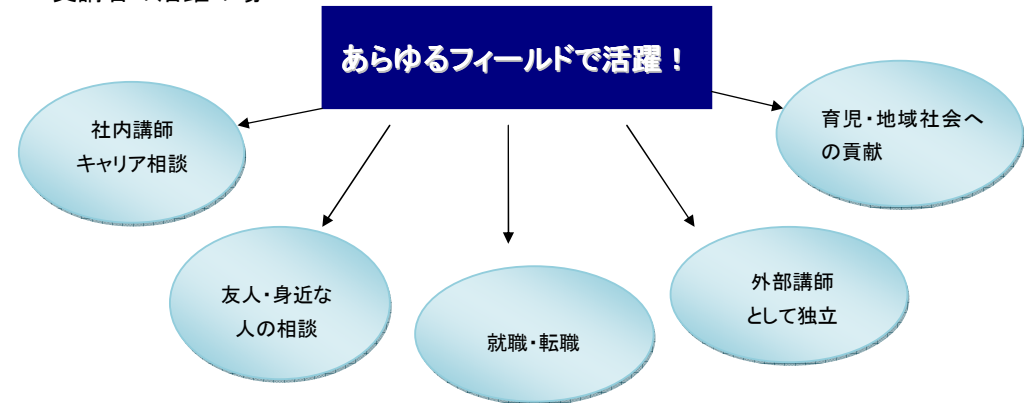 あらゆるフィールドで活躍！
社内講師
キャリア相談
育児・地域社会へ
の貢献
友人・身近な
人の相談
就職・転職
外部講師
として独立